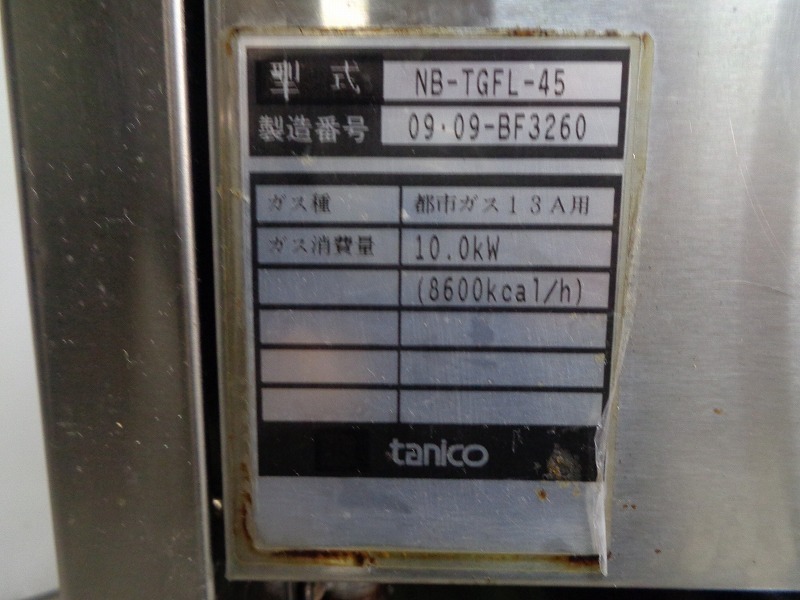 型 式 NB-TGFL-45
製造番号 09・09-BF3260
ガス種 都市ガス13A用
ガス消費量 10.0kW
(8600kcal/h)
tanico